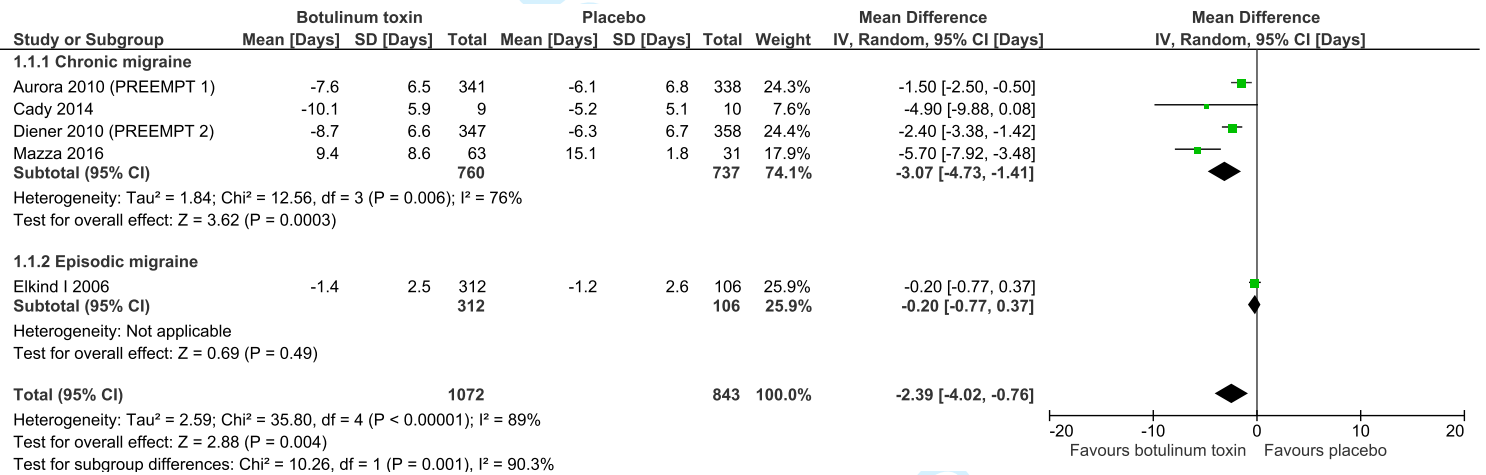 Botulinum toxin Placebo Mean Difference Mean Difference
Study or Subgroup Mean [Days] SD [Days] Total Mean [Days] SD [Days] Total Weight IV, Random, 95% CI [Days] IV, Random, 95% CI [Days]
1.1.1 Chronic migraine
Aurora 2010 (PREEMPT 1) -7.6 6.5 341 -6.1 6.8 338 24.3% -1.50 [-2.50, -0.50]
Cady 2014 -10.1 5.9 9 -5.2 5.1 10 7.6% -4.90 [-9.88, 0.08]
Diener 2010 (PREEMPT 2) -8.7 6.6 347 -6.3 6.7 358 24.4% -2.40 [-3.38, -1.42]
Mazza 2016 9.4 8.6 63 15.1 1.8 31 17.9% -5.70 [-7.92, -3.48]
Subtotal (95% CI) 760 737 74.1% -3.07 [-4.73, -1.41]
Heterogeneity: Tau² = 1.84; Chi² = 12.56, df = 3 (P = 0.006); I² = 76%
Test for overall effect: Z = 3.62 (P = 0.0003)
1.1.2 Episodic migraine
Elkind I 2006 -1.4 2.5 312 -1.2 2.6 106 25.9% -0.20 [-0.77, 0.37]
Subtotal (95% CI) 312 106 25.9% -0.20 [-0.77, 0.37]
Heterogeneity: Not applicable
Test for overall effect: Z = 0.69 (P = 0.49)
Total (95% CI) 1072 843 100.0% -2.39 [-4.02, -0.76]
Heterogeneity: Tau² = 2.59; Chi² = 35.80, df = 4 (P < 0.00001); I² = 89%
Test for overall effect: Z = 2.88 (P = 0.004)
Test for subgroup differences: Chi² = 10.26, df = 1 (P = 0.001), I² = 90.3%
-20 -10 0 10 20
Favours botulinum toxin Favours placebo